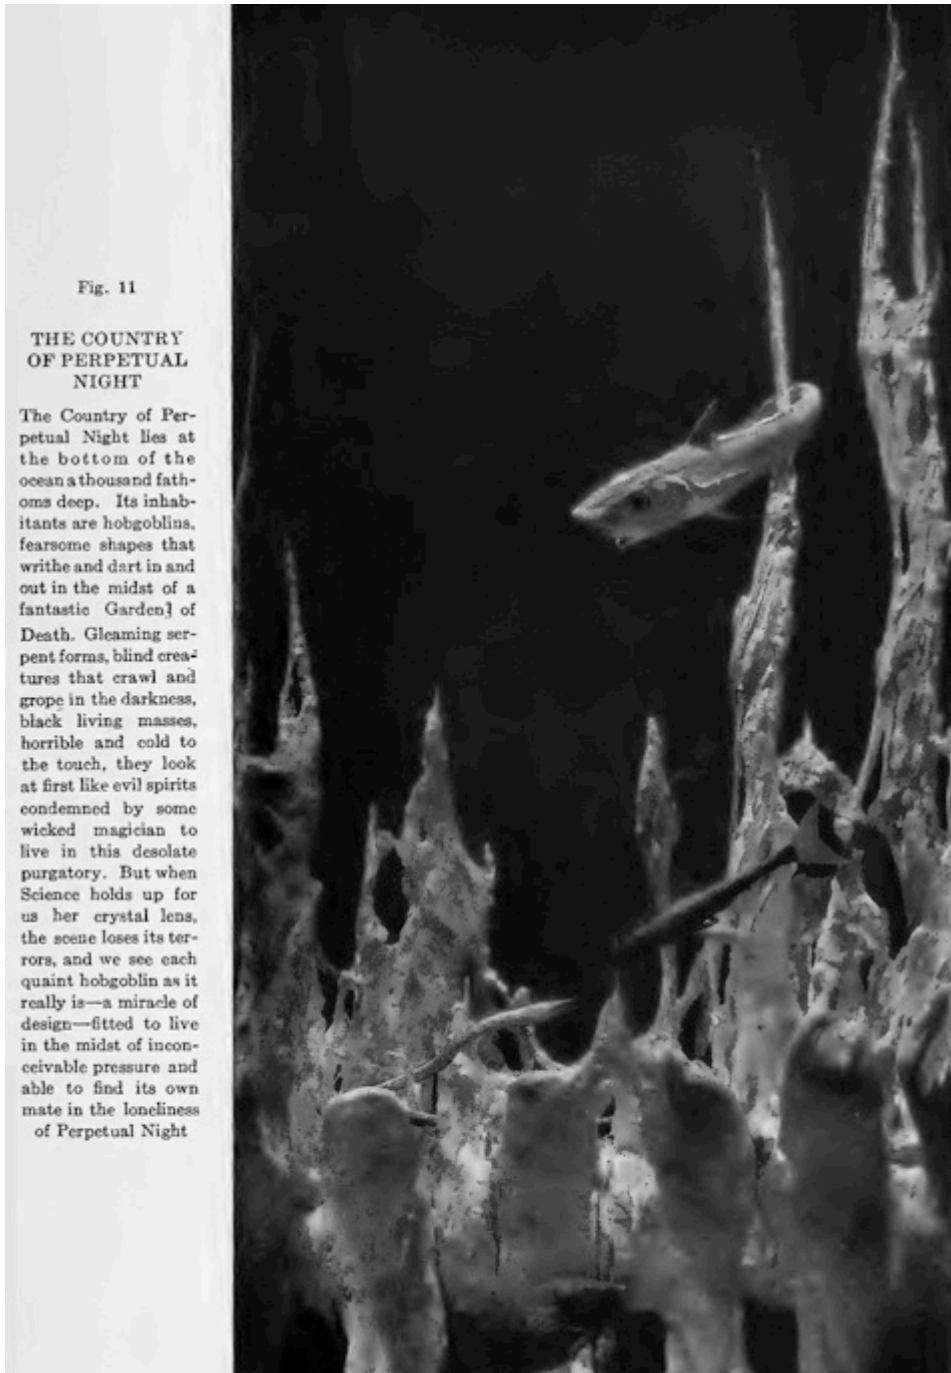 Fig. 11
THE COUNTRY
OF PERPETUAL
NIGHT
The Country of Per-
petual Night lies at
the bottom of the
ocean a thousand fath-
oms deep. Its inhab-
itants are hobgoblins,
fearsome shapes that
writhe and dart in and
out in the midst of a
fantastic Garden] of
Death. Gleaming ser-
pent forms, blind crea-
tures that crawl and
grope in the darkness,
black living masses,
horrible and cold to
the touch, they look
at first like evil spirits
condemned by some
wicked magician to
live in this desolate
purgatory. But when
Science holds up for
us her crystal lens,
the scene loses its ter-
rors, and we see each
quaint hobgoblin as it
really is—a miracle of
design—fitted to live
in the midst of incon-
ceivable pressure and
able to find its own
mate in the loneliness
of Perpetual Night